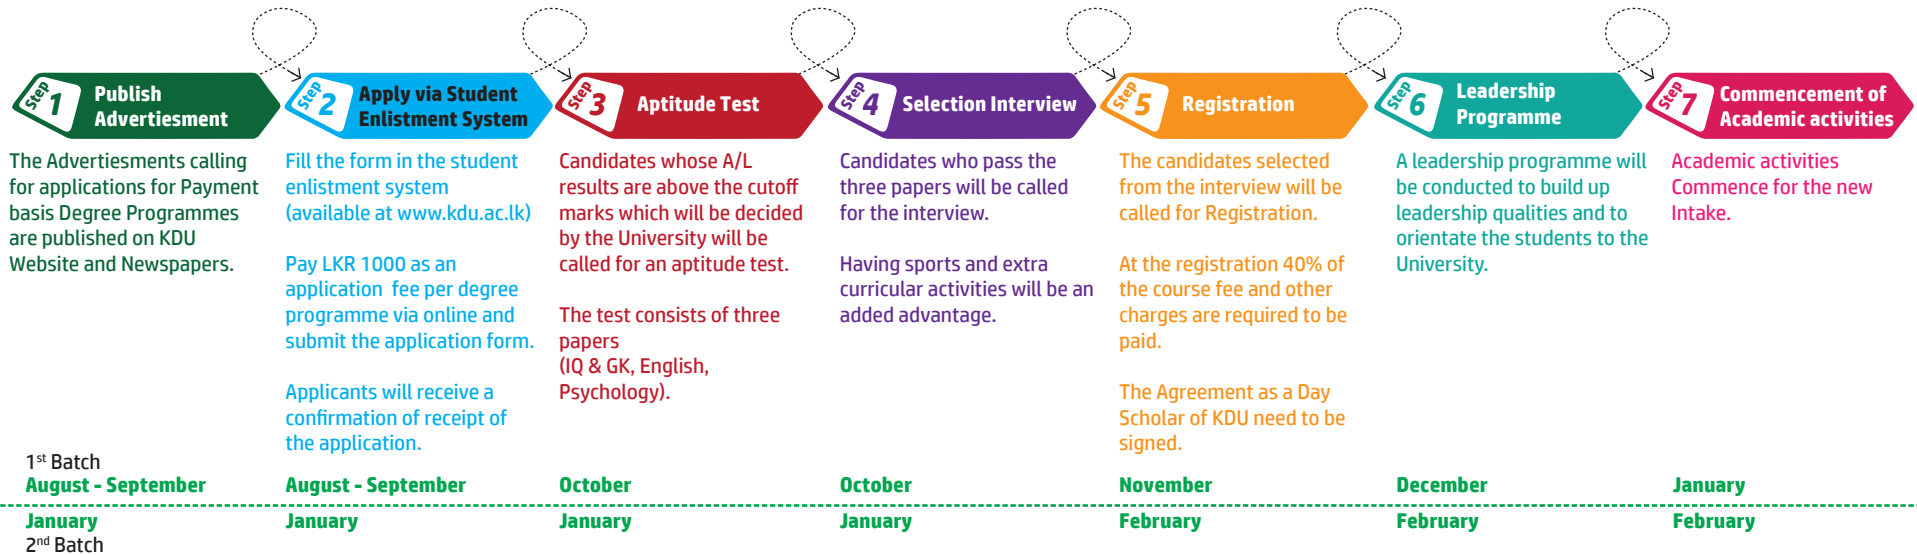 Step 1
Publish
Advertiesment
The Advertiesments calling
for applications for Payment
basis Degree Programmes
are published on KDU
Website and Newspapers.
Step 2
Apply via Student
Enlistment System
Fill the form in the student
enlistment system
(available at www.kdu.ac.lk)
Pay LKR 1000 as an
application fee per degree
programme via online and
submit the application form.
Applicants will receive a
confirmation of receipt of
the application.
Step 3
Aptitude Test
Candidates whose A/L
results are above the cutoff
marks which will be decided
by the University will be
called for an aptitude test.
The test consists of three
papers
(IQ & GK, English,
Psychology).
Step 4
Selection Interview
Candidates who pass the
three papers will be called
for the interview.
Having sports and extra
curricular activities will be an
added advantage.
Step 5
Registration
The candidates selected
from the interview will be
called for Registration.
At the registration 40% of
the course fee and other
charges are required to be
paid.
The Agreement as a Day
Scholar of KDU need to be
signed.
Step 6
Leadership
Programme
A leadership programme will
be conducted to build up
leadership qualities and to
orientate the students to the
University.
Step 7
Commencement of
Academic activities
Academic activities
Commence for the new
Intake.
1st Batch
August - September August - September October October November December January
January January January January February February February
2nd Batch